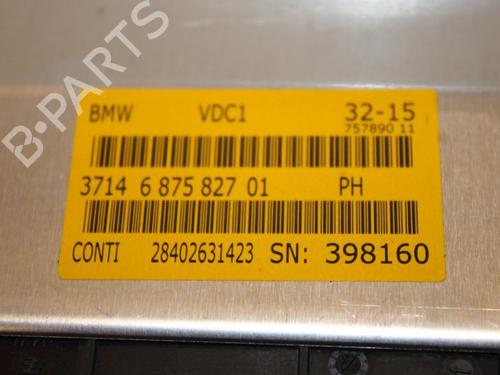 BMW VDC1 32-15
757890 11
3714 6 875 827 01 PH
CONTI 28402631423 SN: 398160
B-PARTS